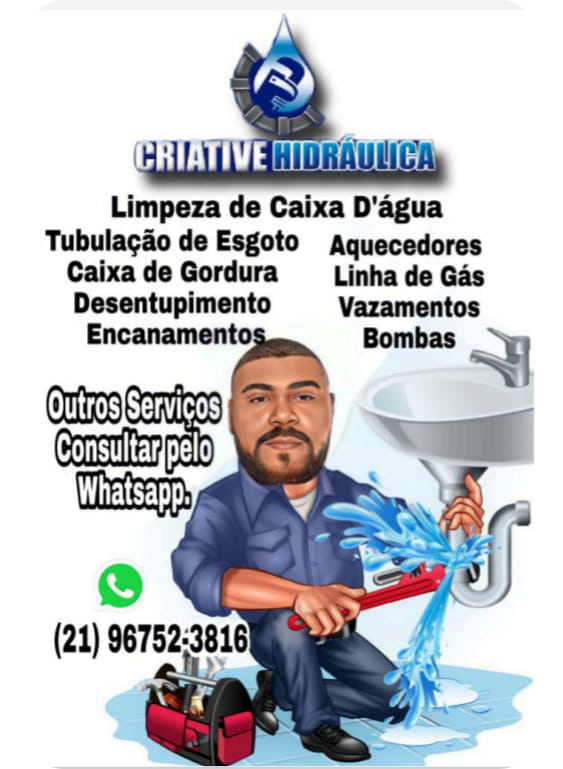 CRIATIVE HIDRÁULICA
Limpeza de Caixa D'água
Tubulação de Esgoto
Caixa de Gordura
Desentupimento
Encanamentos
Aquecedores
Linha de Gás
Vazamentos
Bombas
Outros Serviços
Consultar pelo
Whatsapp.
(21) 96752-3816